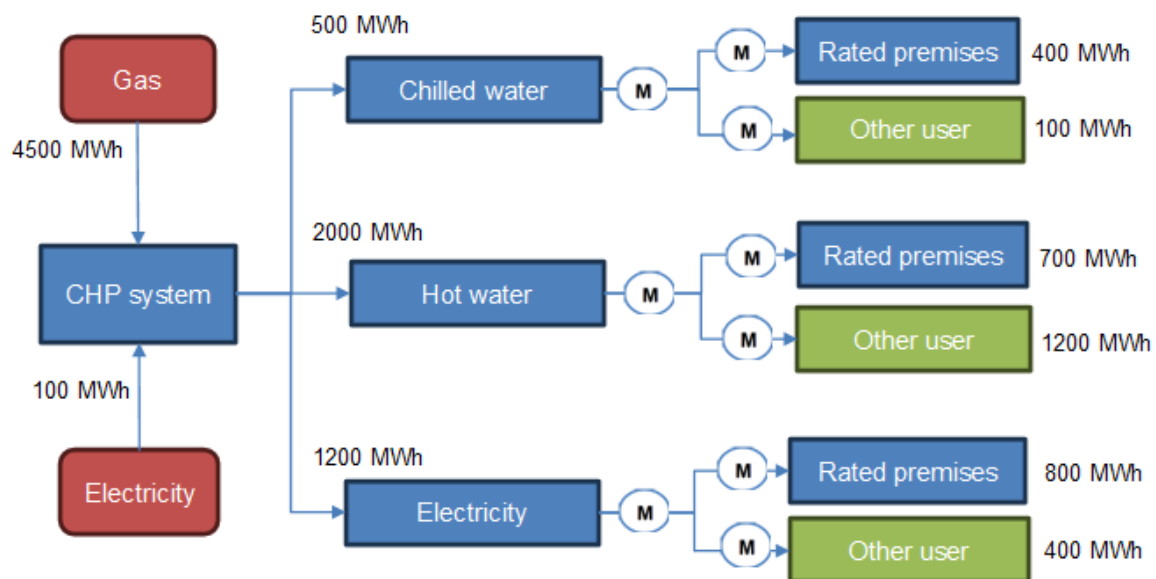 500 MWh
Gas
4500 MWh
Chilled water
M
M
Rated premises
400 MWh
M
Other user
100 MWh
CHP system
2000 MWh
Hot water
M
M
Rated premises
700 MWh
M
Other user
1200 MWh
100 MWh
Electricity
1200 MWh
Electricity
M
M
Rated premises
800 MWh
M
Other user
400 MWh